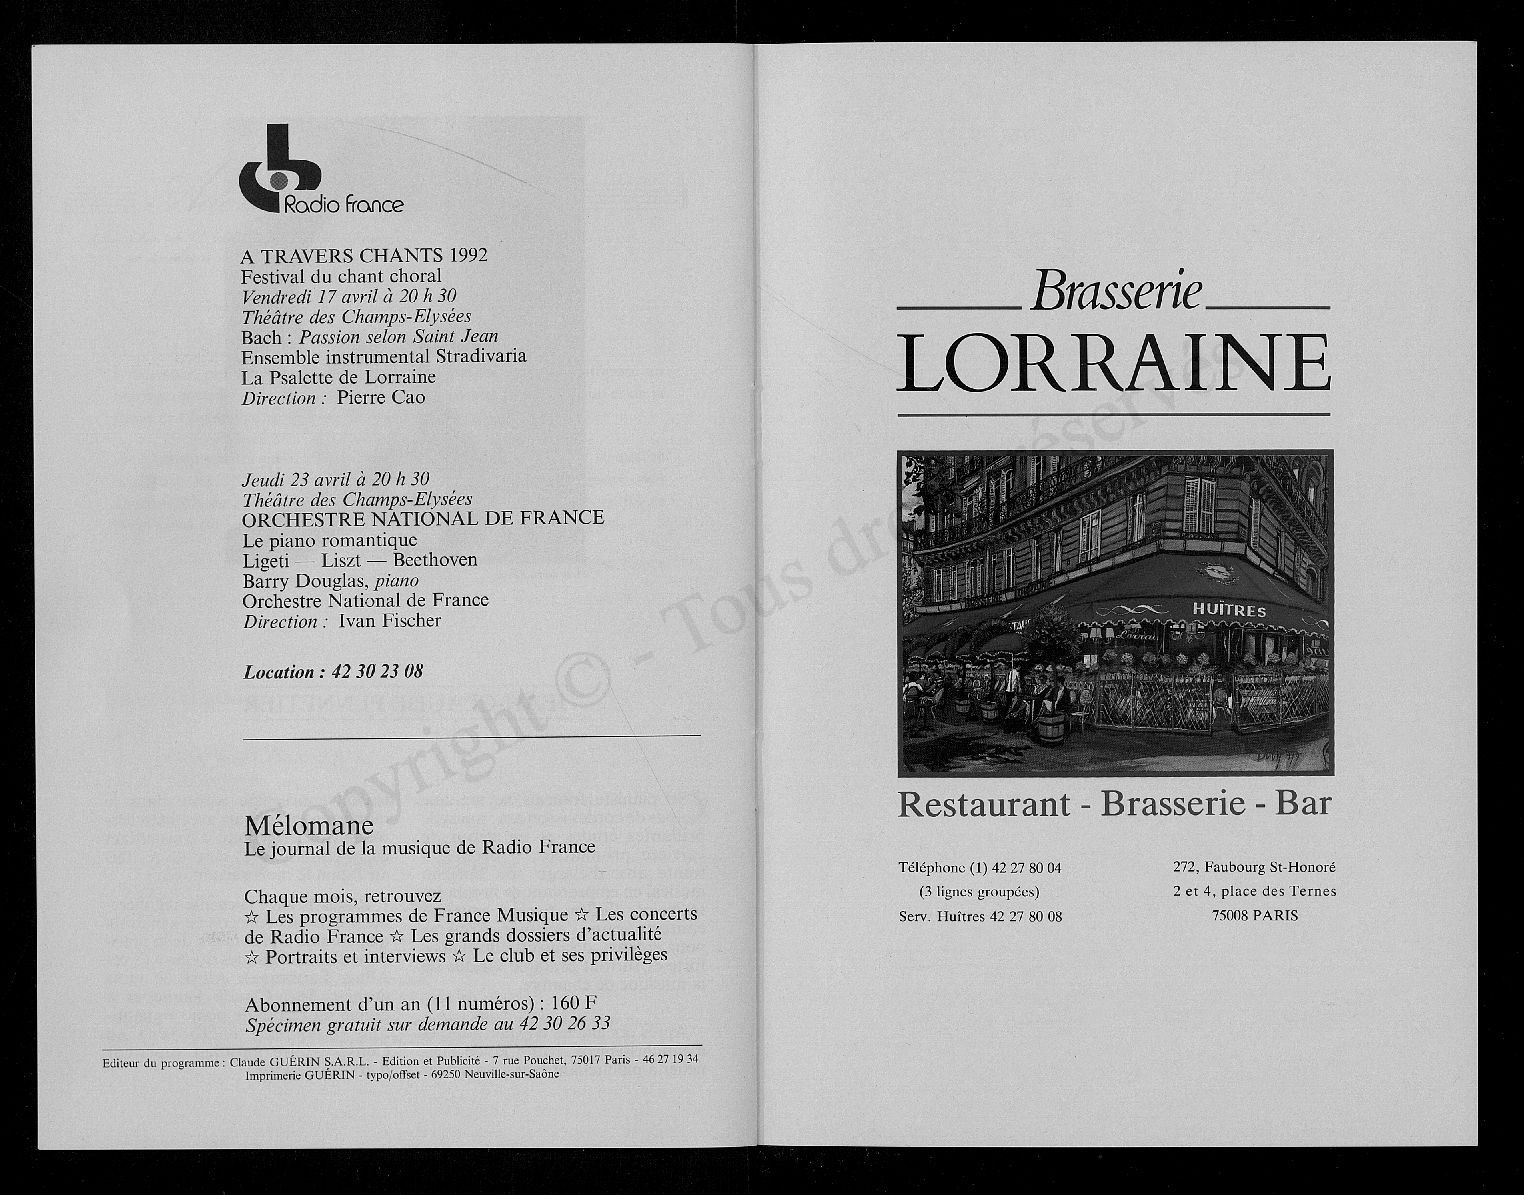 Radio France
A TRAVERS CHANTS 1992
Festival du chant choral
Vendredi 17 avril à 20 h 30
Théâtre des Champs-Elysées
Bach : Passion selon Saint Jean
Ensemble instrumental Stradivaria
La Psalette de Lorraine
Direction : Pierre Cao
Jeudi 23 avril à 20 h 30
Théâtre des Champs-Elysées
ORCHESTRE NATIONAL DE FRANCE
Le piano romantique
Ligeti — Liszt — Beethoven
Barry Douglas, piano
Orchestre National de France
Direction : Ivan Fischer
Location : 42 30 23 08
Mélomane
Le journal de la musique de Radio France
Chaque mois, retrouvez
☆ Les programmes de France Musique ☆ Les concerts
de Radio France ☆ Les grands dossiers d'actualité
☆ Portraits et interviews ☆ Le club et ses privilèges
Abonnement d'un an (11 numéros) : 160 F
Spécimen gratuit sur demande au 42 30 26 33
Editeur du programme : Claude GUÉRIN S.A.R.L. - Edition et Publicité - 7 rue Pouchet, 75017 Paris - 46 27 19 34
Imprimerie GUÉRIN - typo/offset - 69250 Neuville-sur-Saône
Copyright © - Tous droits réservés
Brasserie
LORRAINE
HUÎTRES
Restaurant - Brasserie - Bar
Téléphone (1) 42 27 80 04
(3 lignes groupées)
Serv. Huîtres 42 27 80 08
272, Faubourg St-Honoré
2 et 4, place des Ternes
75008 PARIS